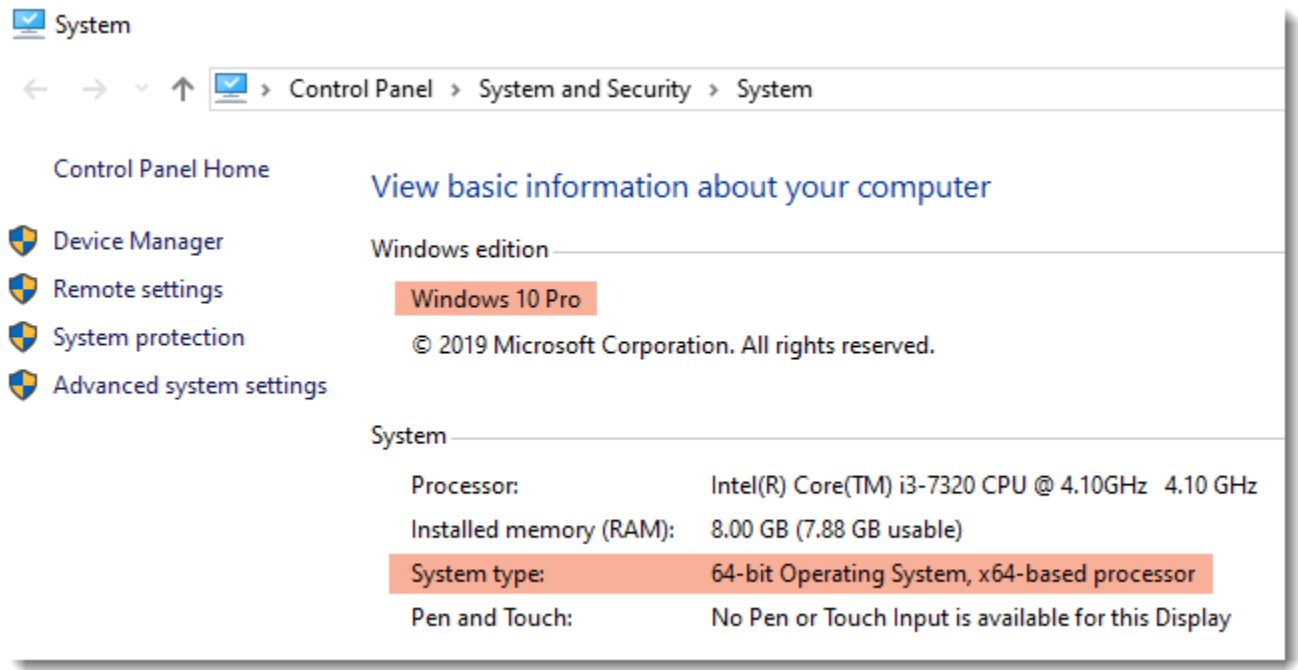 System
Control Panel > System and Security > System
Control Panel Home
View basic information about your computer
Device Manager
Windows edition
Remote settings
Windows 10 Pro
System protection
© 2019 Microsoft Corporation. All rights reserved.
Advanced system settings
System
Processor: Intel(R) Core(TM) i3-7320 CPU @ 4.10GHz 4.10 GHz
Installed memory (RAM): 8.00 GB (7.88 GB usable)
System type: 64-bit Operating System, x64-based processor
Pen and Touch: No Pen or Touch Input is available for this Display